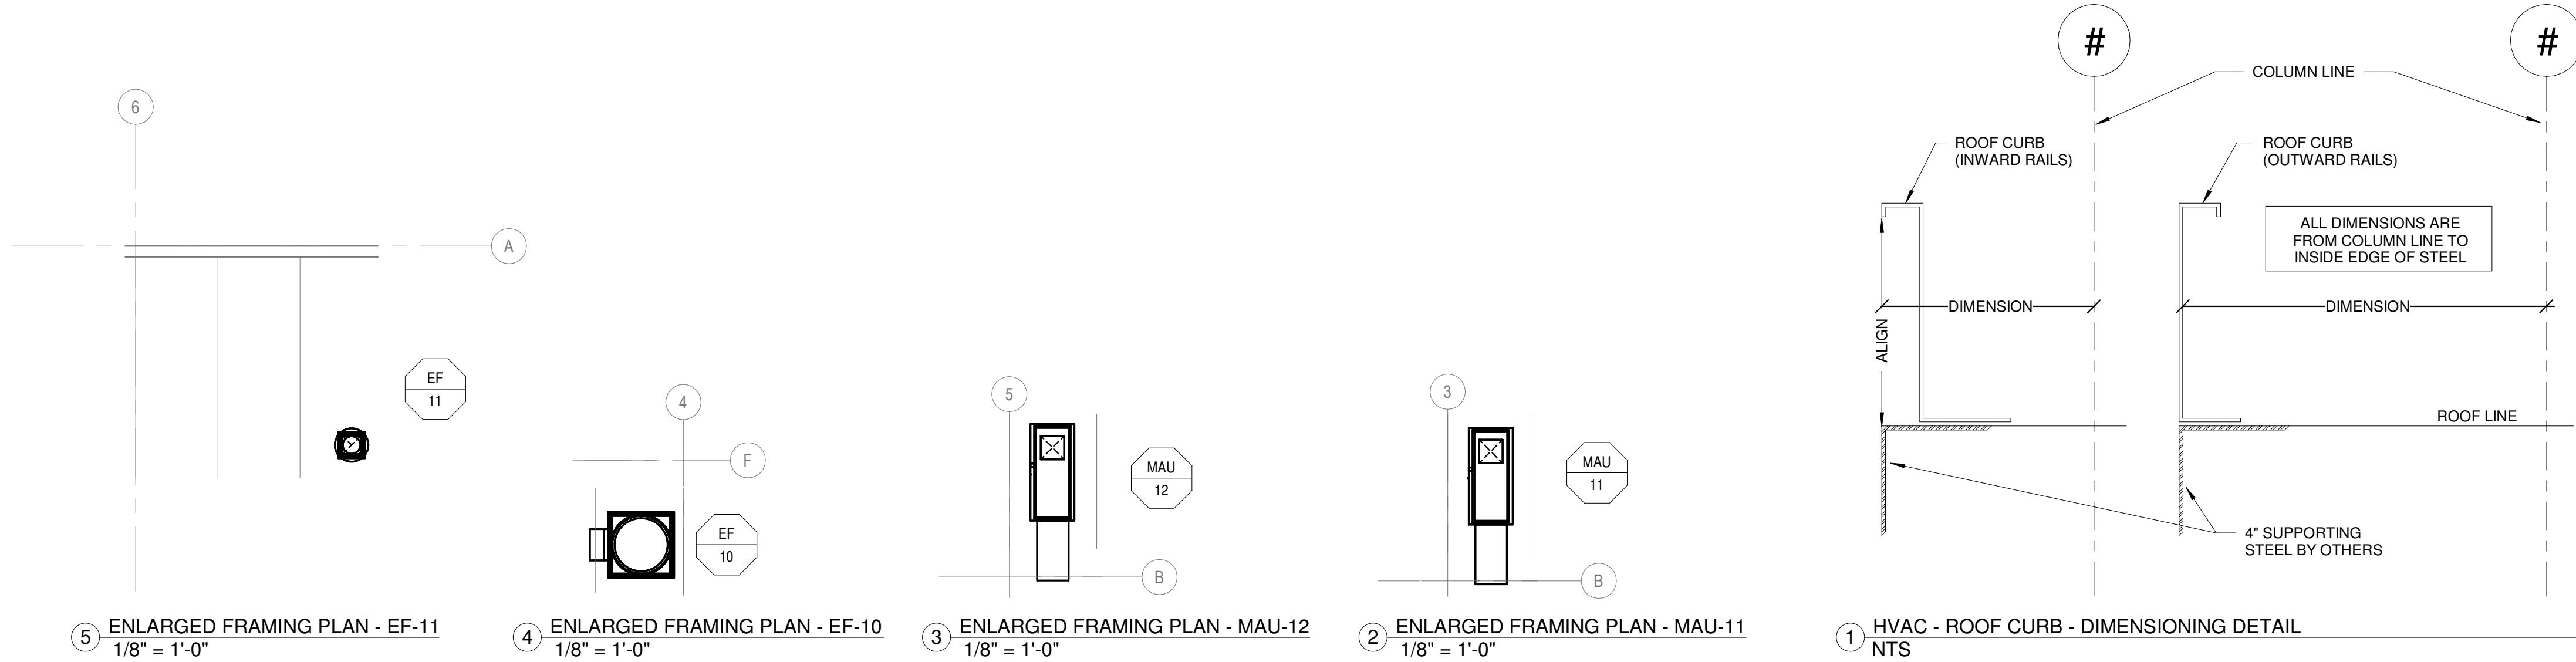 6
A
EF
11
5
ENLARGED FRAMING PLAN - EF-11
1/8" = 1'-0"
4
F
EF
10
4
ENLARGED FRAMING PLAN - EF-10
1/8" = 1'-0"
5
MAU
12
B
3
ENLARGED FRAMING PLAN - MAU-12
1/8" = 1'-0"
3
MAU
11
B
2
ENLARGED FRAMING PLAN - MAU-11
1/8" = 1'-0"
#
#
COLUMN LINE
ROOF CURB
(INWARD RAILS)
ROOF CURB
(OUTWARD RAILS)
ALL DIMENSIONS ARE
FROM COLUMN LINE TO
INSIDE EDGE OF STEEL
DIMENSION
DIMENSION
ALIGN
ROOF LINE
4" SUPPORTING
STEEL BY OTHERS
1
HVAC - ROOF CURB - DIMENSIONING DETAIL
NTS